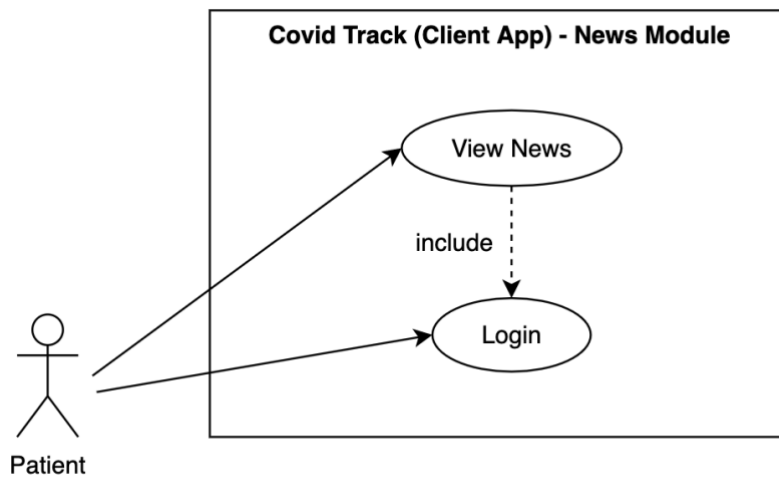 Covid Track (Client App) - News Module
View News
include
Login
Patient